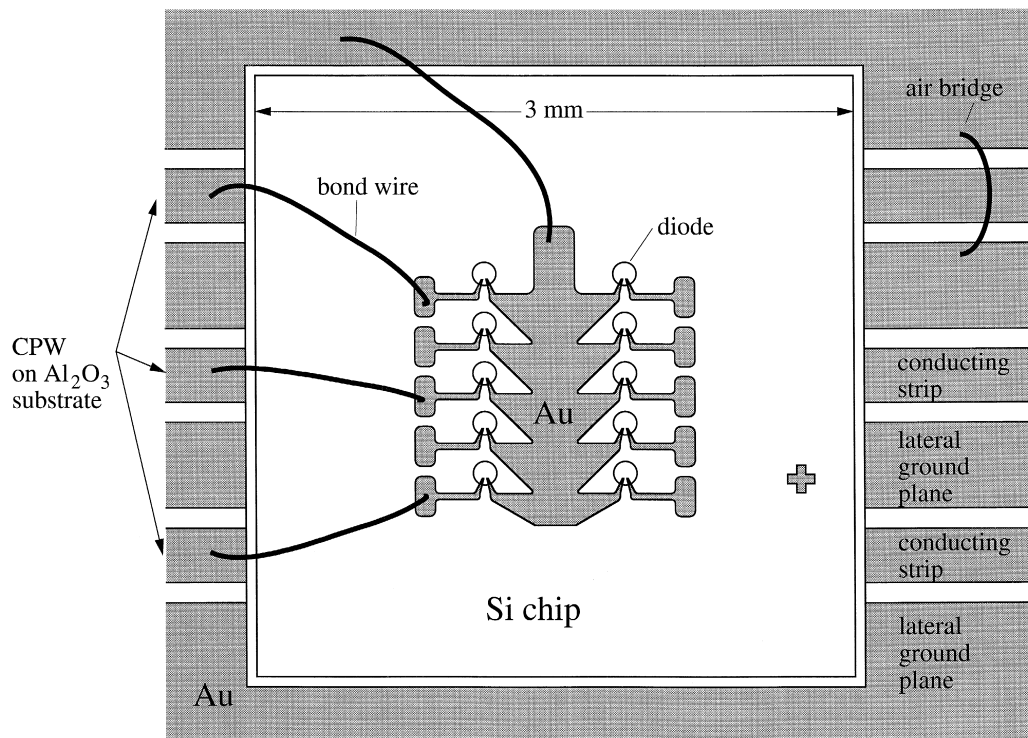 3 mm
air bridge
bond wire
diode
CPW
on Al₂O₃
substrate
conducting
strip
Au
lateral
ground
plane
conducting
strip
Si chip
lateral
ground
plane
Au